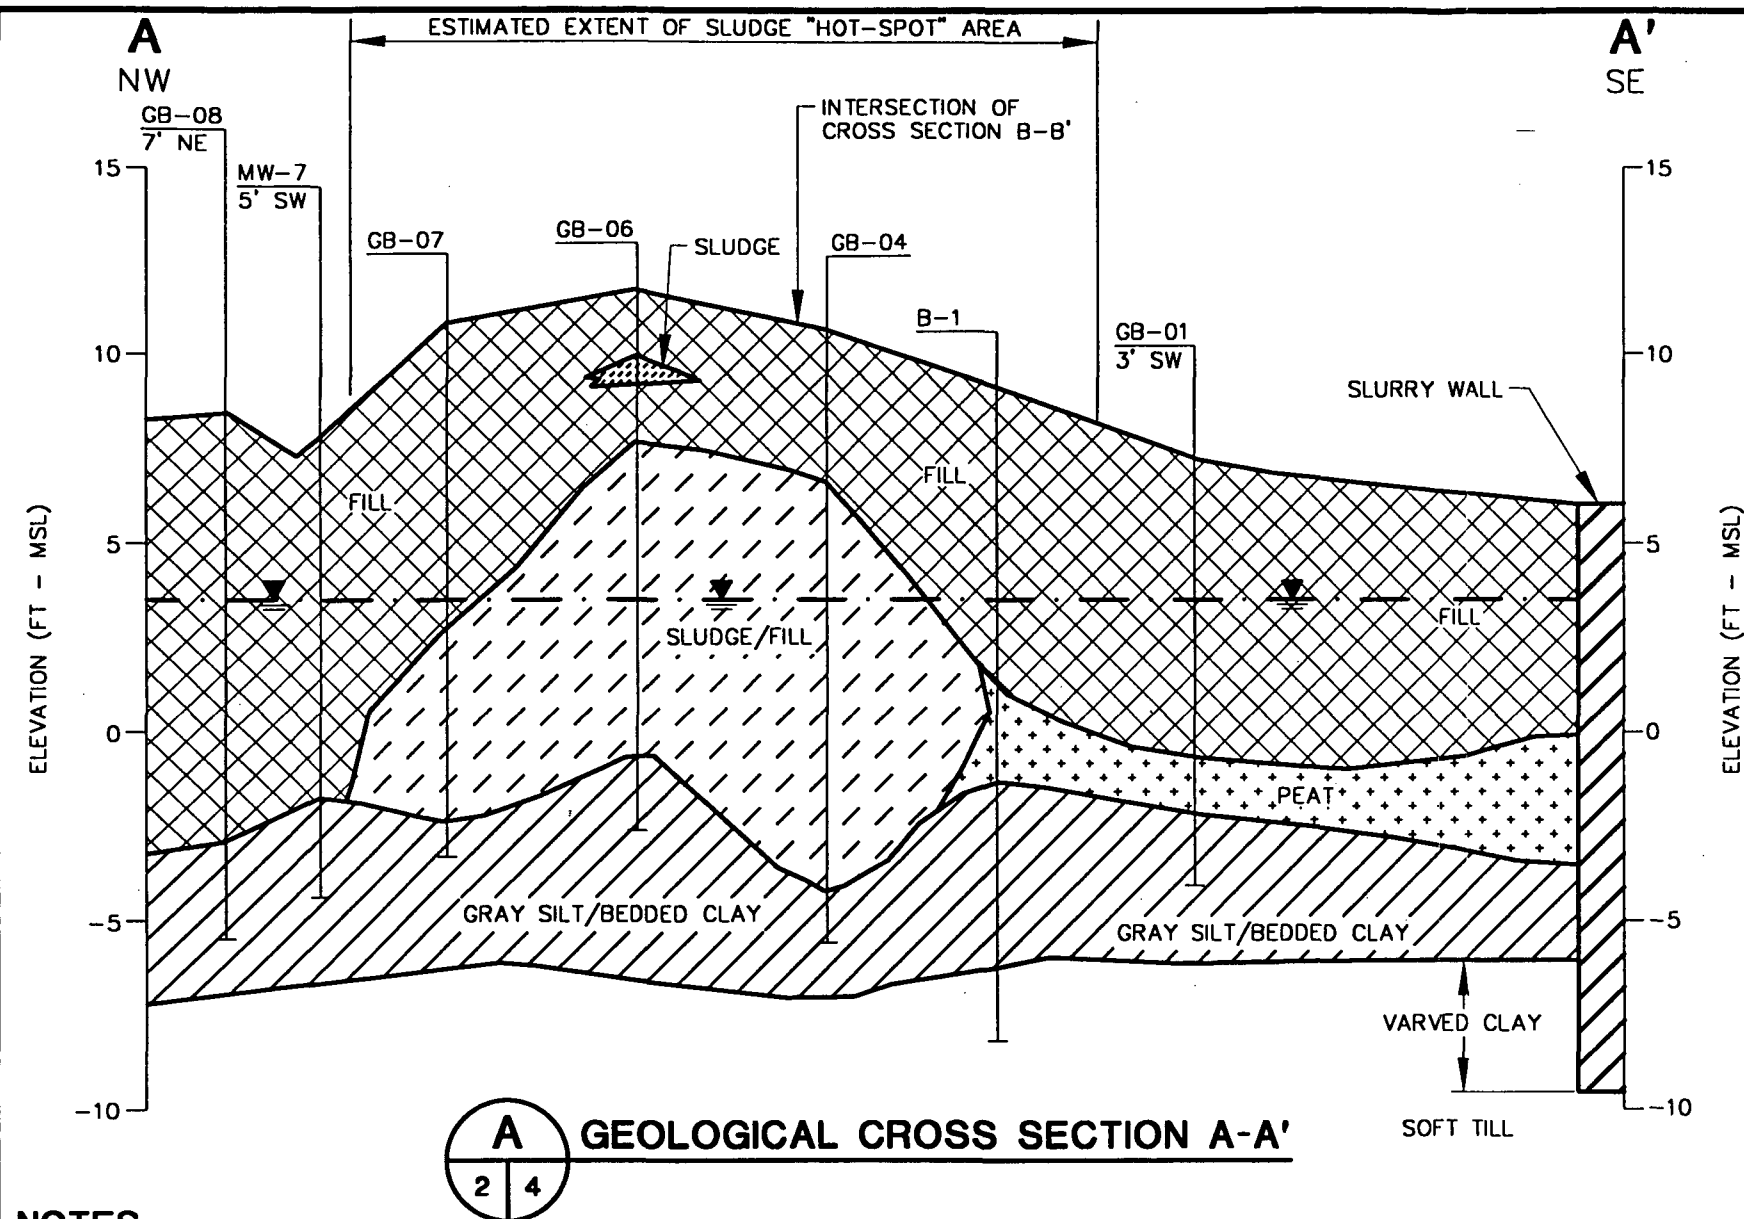 ESTIMATED EXTENT OF SLUDGE "HOT-SPOT" AREA
A
NW
A'
SE
GB-08
7' NE
MW-7
5' SW
GB-07
GB-06
SLUDGE
INTERSECTION OF
CROSS SECTION B-B'
GB-04
B-1
GB-01
3' SW
SLURRY WALL
15
10
5
0
-5
-10
15
10
5
0
-5
-10
ELEVATION (FT - MSL)
ELEVATION (FT - MSL)
FILL
FILL
FILL
SLUDGE/FILL
PEAT
GRAY SILT/BEDDED CLAY
GRAY SILT/BEDDED CLAY
VARVED CLAY
SOFT TILL
A
2 4
GEOLOGICAL CROSS SECTION A-A'
NOTES